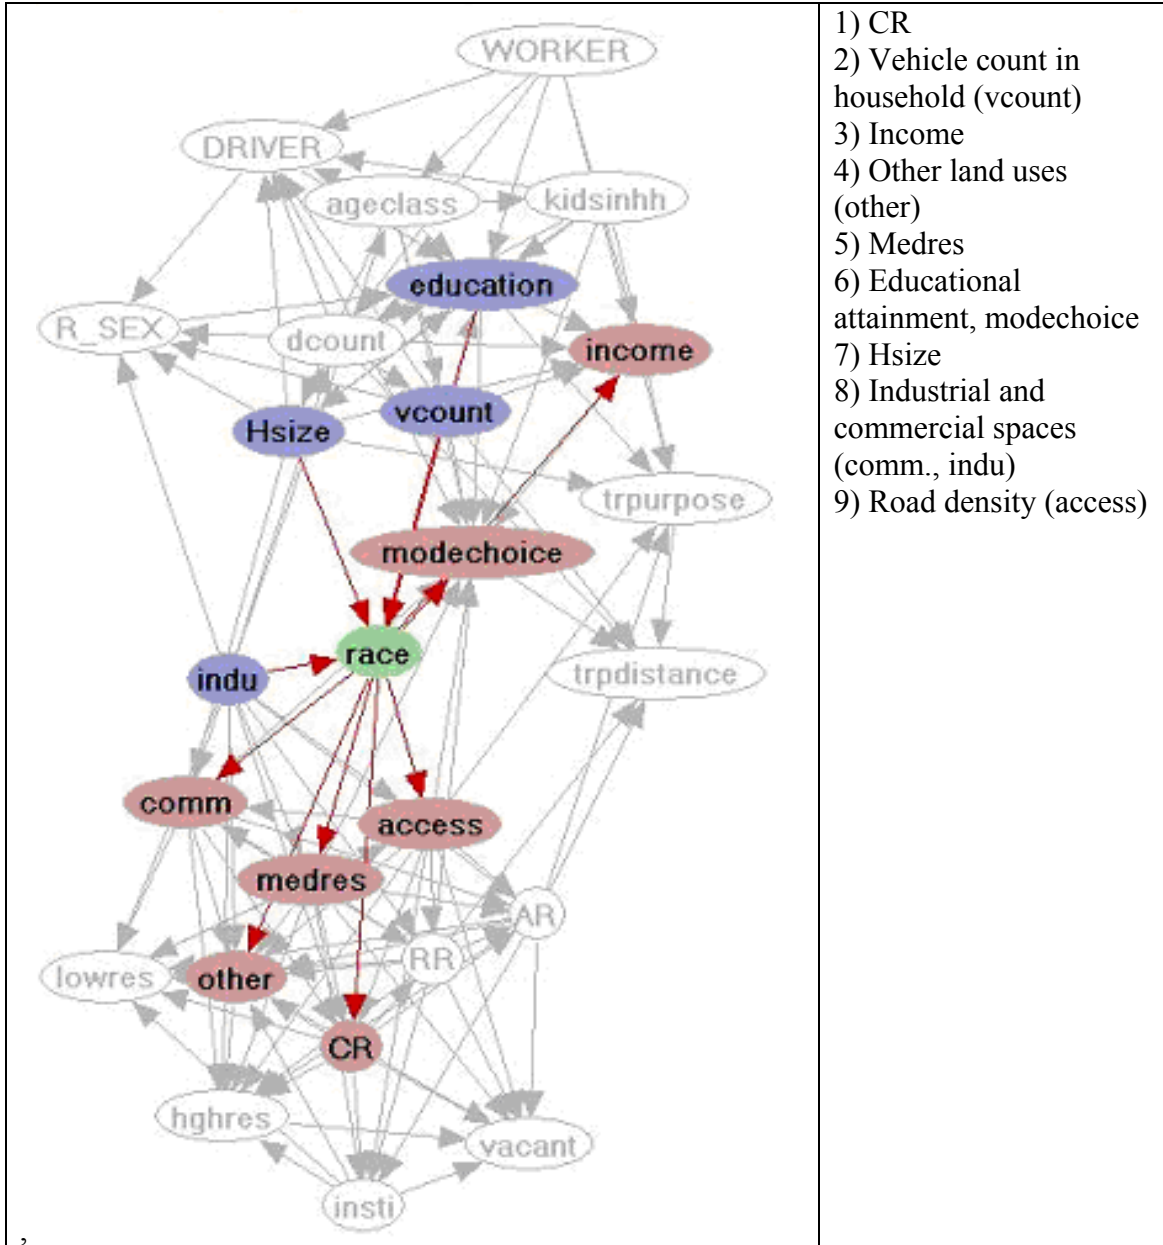 WORKER
DRIVER
ageclass
kidsinhh
education
R_SEX
dcount
income
vcount
Hsize
trpurpose
modechoice
race
indu
trpdistance
comm
access
medres
AR
RR
lowres
other
CR
hghres
vacant
insti
,
1) CR
2) Vehicle count in
household (vcount)
3) Income
4) Other land uses
(other)
5) Medres
6) Educational
attainment, modechoice
7) Hsize
8) Industrial and
commercial spaces
(comm., indu)
9) Road density (access)